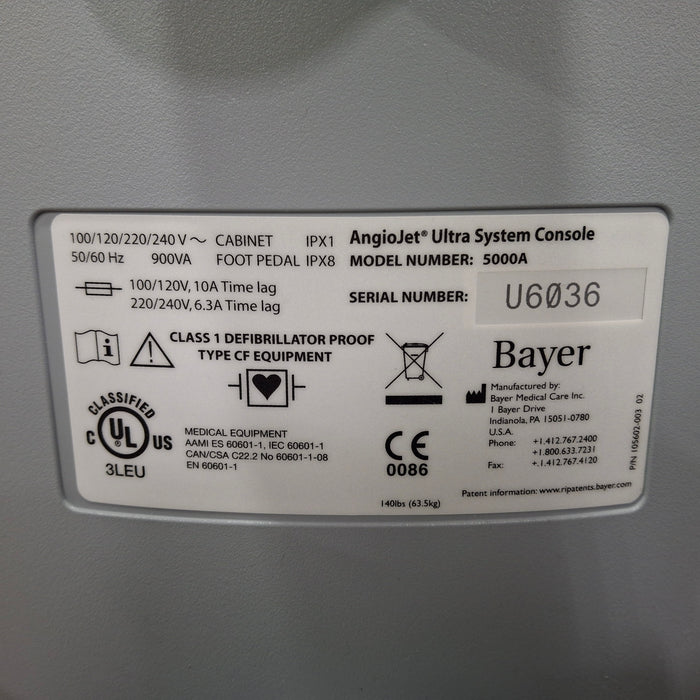 100/120/220/240 V ~ CABINET IPX1
50/60 Hz 900VA FOOT PEDAL IPX8
100/120V, 10A Time lag
220/240V, 6.3A Time lag
AngioJet® Ultra System Console
MODEL NUMBER: 5000A
SERIAL NUMBER: U6036
i
CLASS 1 DEFIBRILLATOR PROOF
TYPE CF EQUIPMENT
CLASSIFIED
C UL ® US
3LEU
MEDICAL EQUIPMENT
AAMI ES 60601-1, IEC 60601-1
CAN/CSA C22.2 No 60601-1-08
EN 60601-1
CE
0086
140lbs (63.5kg)
Bayer
Manufactured by:
Bayer Medical Care Inc.
1 Bayer Drive
Indianola, PA 15051-0780
U.S.A.
Phone: +1.412.767.2400
+1.800.633.7231
Fax: +.1.412.767.4120
Patent information: www.ripatents.bayer.com
P/N 105602-003 02